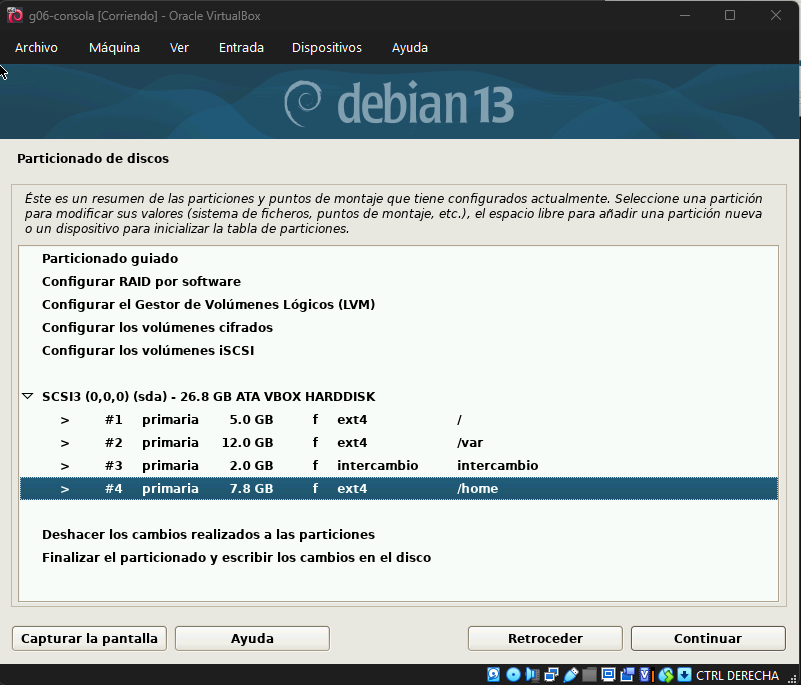 g06-consola [Corriendo] - Oracle VirtualBox
Archivo Máquina Ver Entrada Dispositivos Ayuda
debian 13
Particionado de discos
Éste es un resumen de las particiones y puntos de montaje que tiene configurados actualmente. Seleccione una partición
para modificar sus valores (sistema de ficheros, puntos de montaje, etc.), el espacio libre para añadir una partición nueva
o un dispositivo para inicializar la tabla de particiones.
Particionado guiado
Configurar RAID por software
Configurar el Gestor de Volúmenes Lógicos (LVM)
Configurar los volúmenes cifrados
Configurar los volúmenes iSCSI
SCSI3 (0,0,0) (sda) - 26.8 GB ATA VBOX HARDDISK
> #1 primaria 5.0 GB f ext4 /
> #2 primaria 12.0 GB f ext4 /var
> #3 primaria 2.0 GB f intercambio intercambio
> #4 primaria 7.8 GB f ext4 /home
Deshacer los cambios realizados a las particiones
Finalizar el particionado y escribir los cambios en el disco
Capturar la pantalla Ayuda Retroceder Continuar
CTRL DERECHA